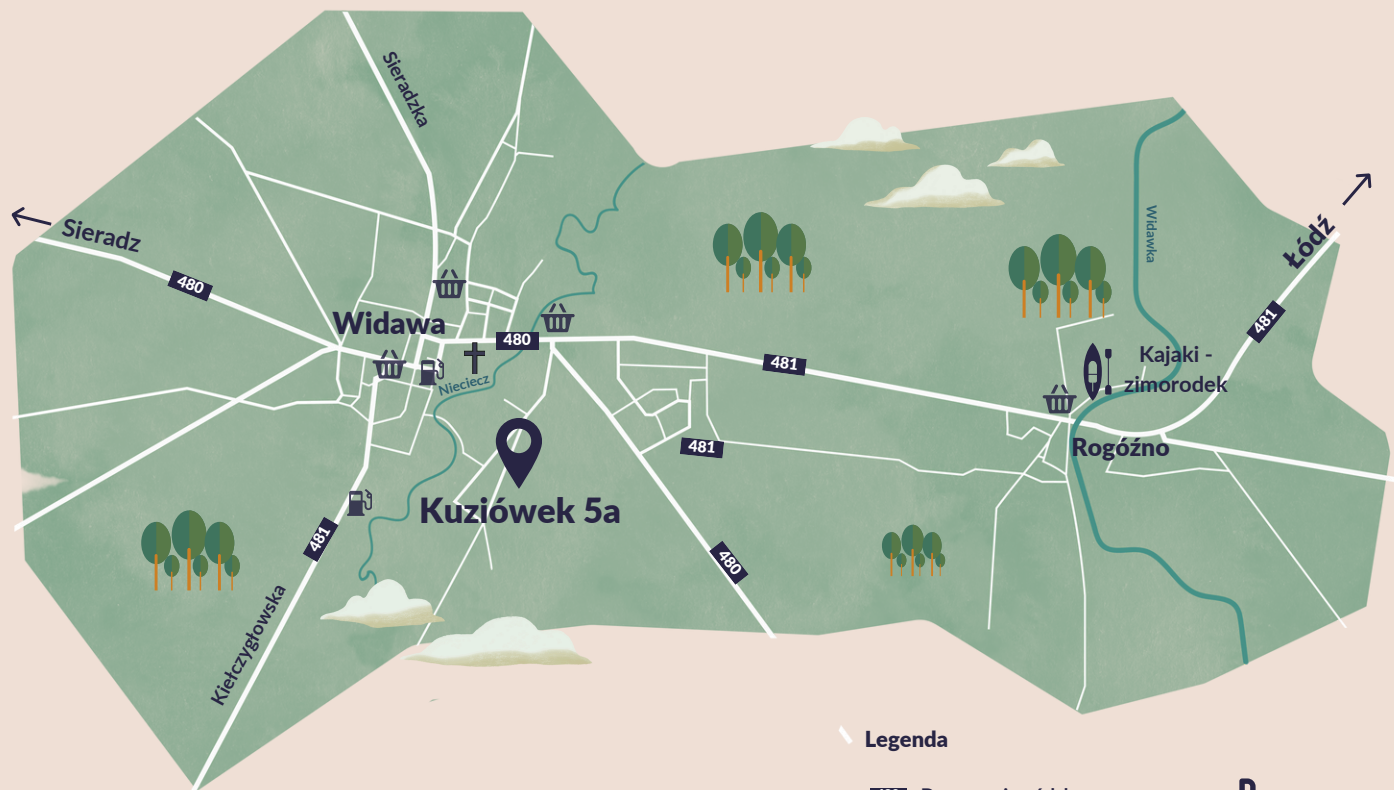 Sieradzka
Sieradz
480
Widawa
480
Nieciecz
481
Widawka
Łódź
481
Kajaki -
zimorodek
Rogóźno
481
Kuziówek 5a
481
480
Kiełczygłowska
Legenda